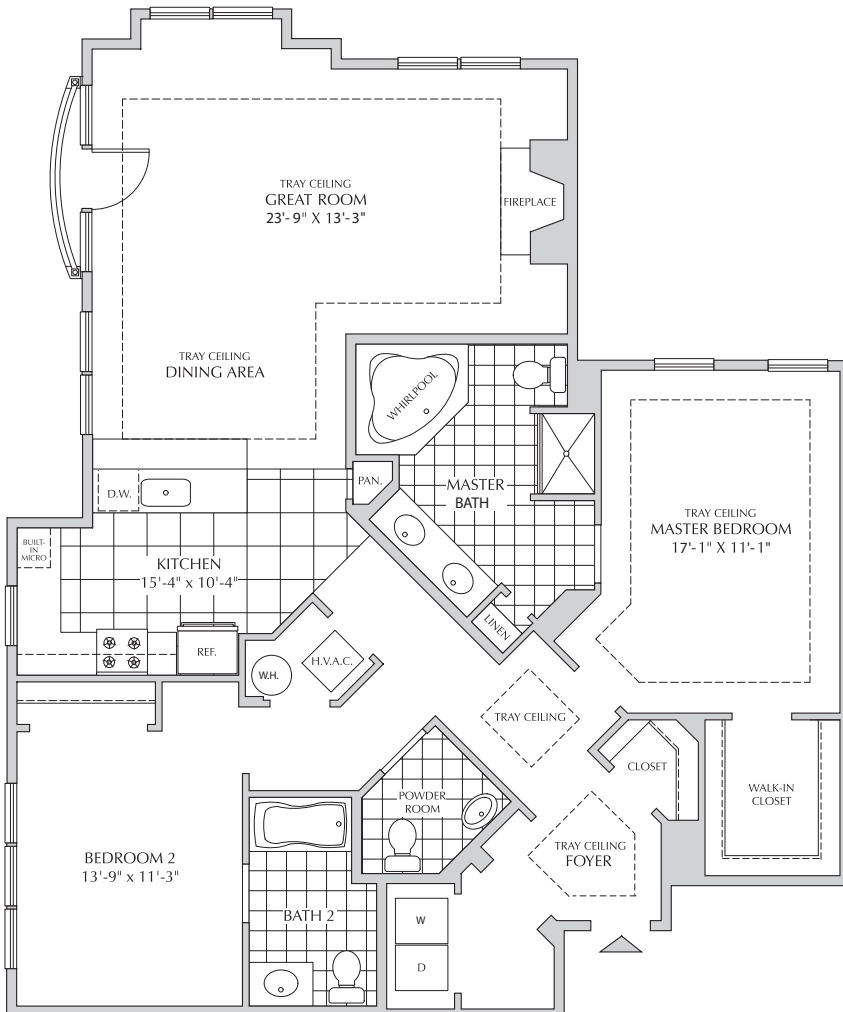 TRAY CEILING
GREAT ROOM
23'-9" X 13'-3"
FIREPLACE
TRAY CEILING
DINING AREA
WHIRLPOOL
D.W.
PAN.
MASTER
BATH
TRAY CEILING
MASTER BEDROOM
17'-1" X 11'-1"
BUILT-
IN
MICRO
KITCHEN
15'-4" x 10'-4"
REF.
W.H.
H.V.A.C.
LINEN
TRAY CEILING
CLOSET
WALK-IN
CLOSET
POWDER
ROOM
TRAY CEILING
FOYER
BEDROOM 2
13'-9" x 11'-3"
BATH 2
W
D